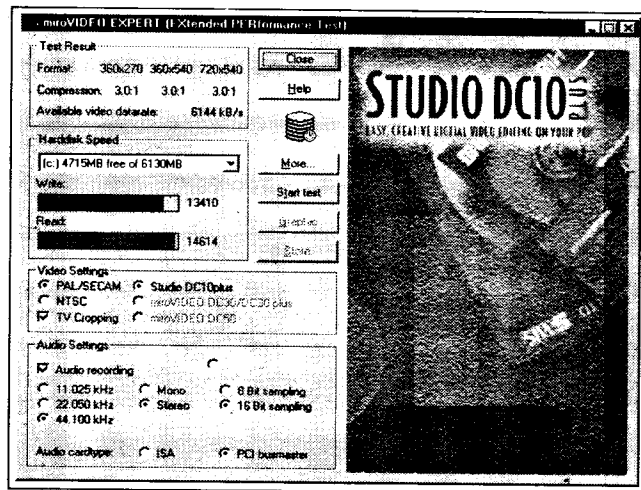 miroVIDEO EXPERT (EXtended PERformance Test)
Test Result
Format: 360x270 360x540 720x540
Compression: 3.0:1 3.0:1 3.0:1
Available video datarate: 6144 kB/s
Close
Help
Harddisk Speed
(c:) 4715MB free of 6130MB
Write:
13410
Read:
14614
More...
Start test
Graphic
Store
Video Settings
PAL/SECAM
Studio DC10plus
NTSC
miroVIDEO DC30/DC30 plus
TV Cropping
miroVIDEO DC50
Audio Settings
Audio recording
11.025 kHz
Mono
8 Bit sampling
22.050 kHz
Stereo
16 Bit sampling
44.100 kHz
Audio cardtype:
ISA
PCI busmaster
STUDIO DC10
PLUS
EASY, CREATIVE DIGITAL VIDEO EDITING ON YOUR PC!